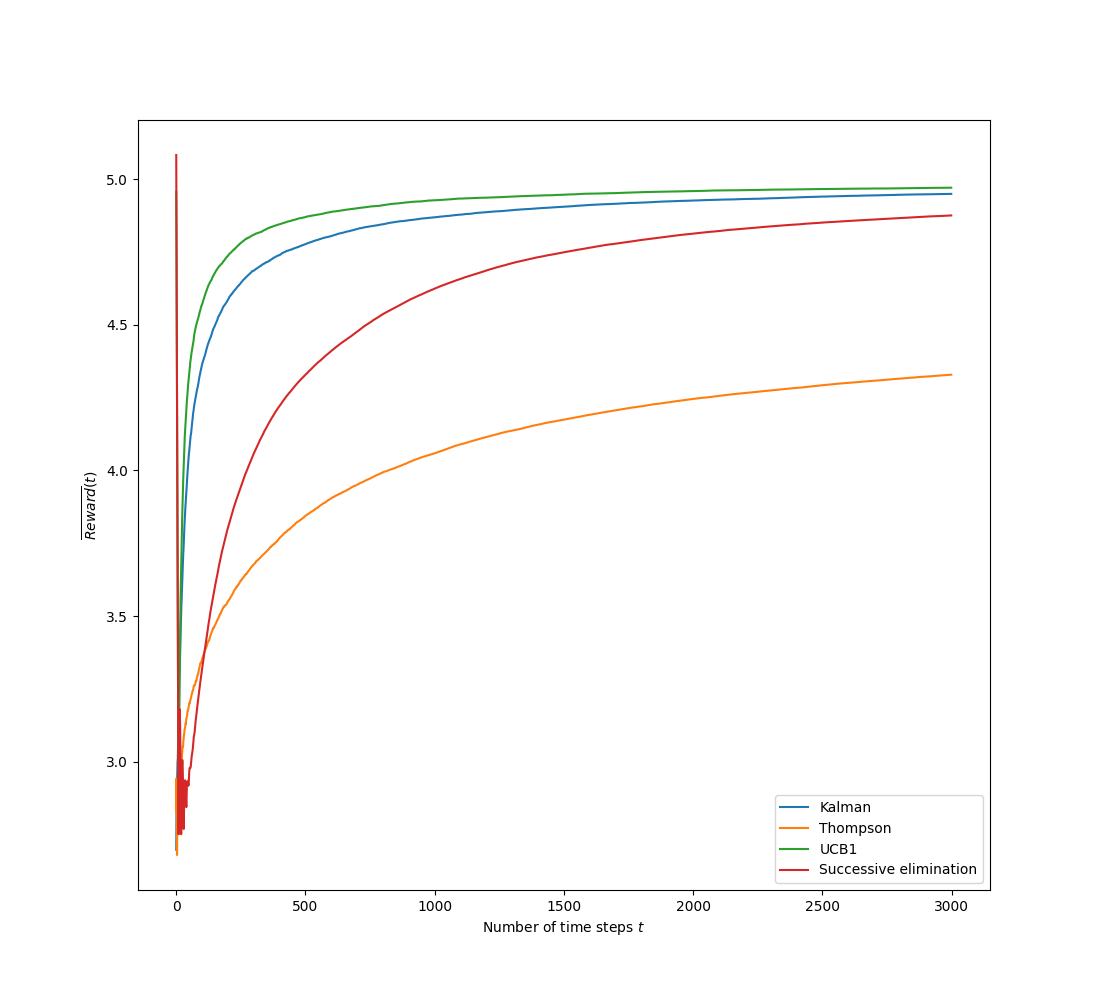 5.0
4.5
4.0
3.5
3.0
Reward(t)
0 500 1000 1500 2000 2500 3000
Number of time steps t
Kalman
Thompson
UCB1
Successive elimination